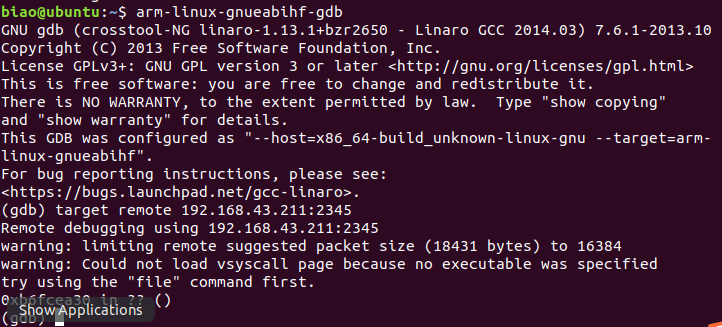 biao@ubuntu:~$ arm-linux-gnueabihf-gdb
GNU gdb (crosstool-NG linaro-1.13.1+bzr2650 - Linaro GCC 2014.03) 7.6.1-2013.10
Copyright (C) 2013 Free Software Foundation, Inc.
License GPLv3+: GNU GPL version 3 or later <http://gnu.org/licenses/gpl.html>
This is free software: you are free to change and redistribute it.
There is NO WARRANTY, to the extent permitted by law.  Type "show copying"
and "show warranty" for details.
This GDB was configured as "--host=x86_64-build_unknown-linux-gnu --target=arm-
linux-gnueabihf".
For bug reporting instructions, please see:
<https://bugs.launchpad.net/gcc-linaro>.
(gdb) target remote 192.168.43.211:2345
Remote debugging using 192.168.43.211:2345
warning: limiting remote suggested packet size (18431 bytes) to 16384
warning: Could not load vsyscall page because no executable was specified
try using the "file" command first.
0xb6fcea30 in ?? ()
Show Applications
(gdb)